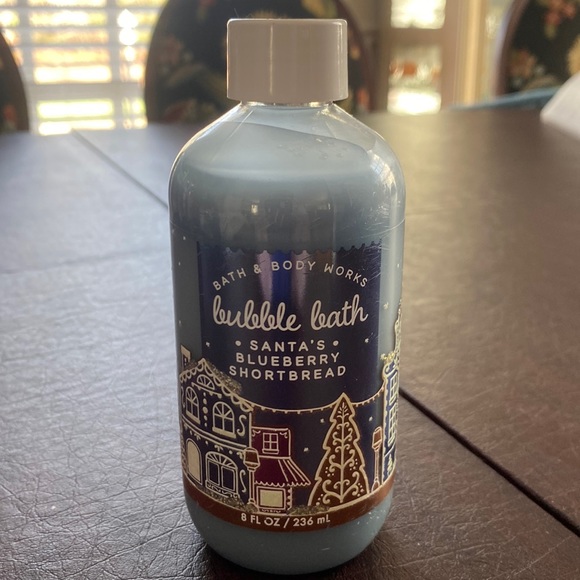 BATH & BODY WORKS
bubble bath
• SANTA'S •
BLUEBERRY
SHORTBREAD
8 FL OZ / 236 mL